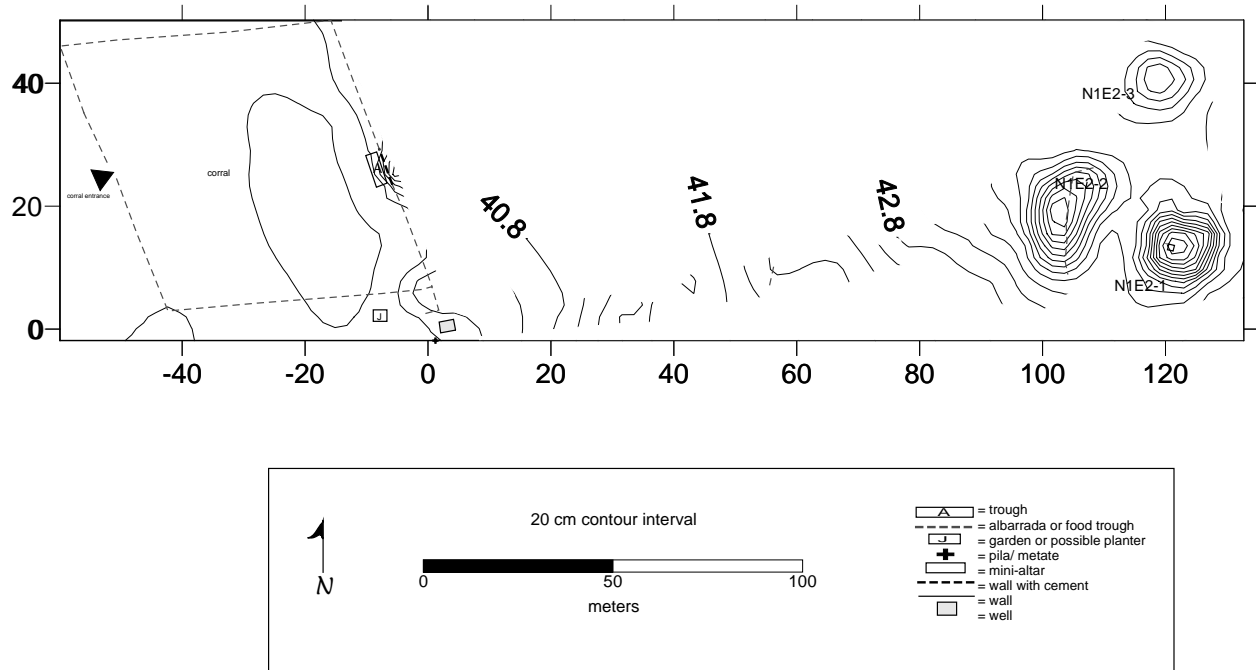 40
20
0
N1E2-3
N1E2-2
N1E2-1
42.8
41.8
40.8
A
corral
corral entrance
J
-40 -20 0 20 40 60 80 100 120
20 cm contour interval
0 50 100
meters
N
A = trough
= albarrada or food trough
J = garden or possible planter
= pila/ metate
= mini-altar
= wall with cement
= wall
= well